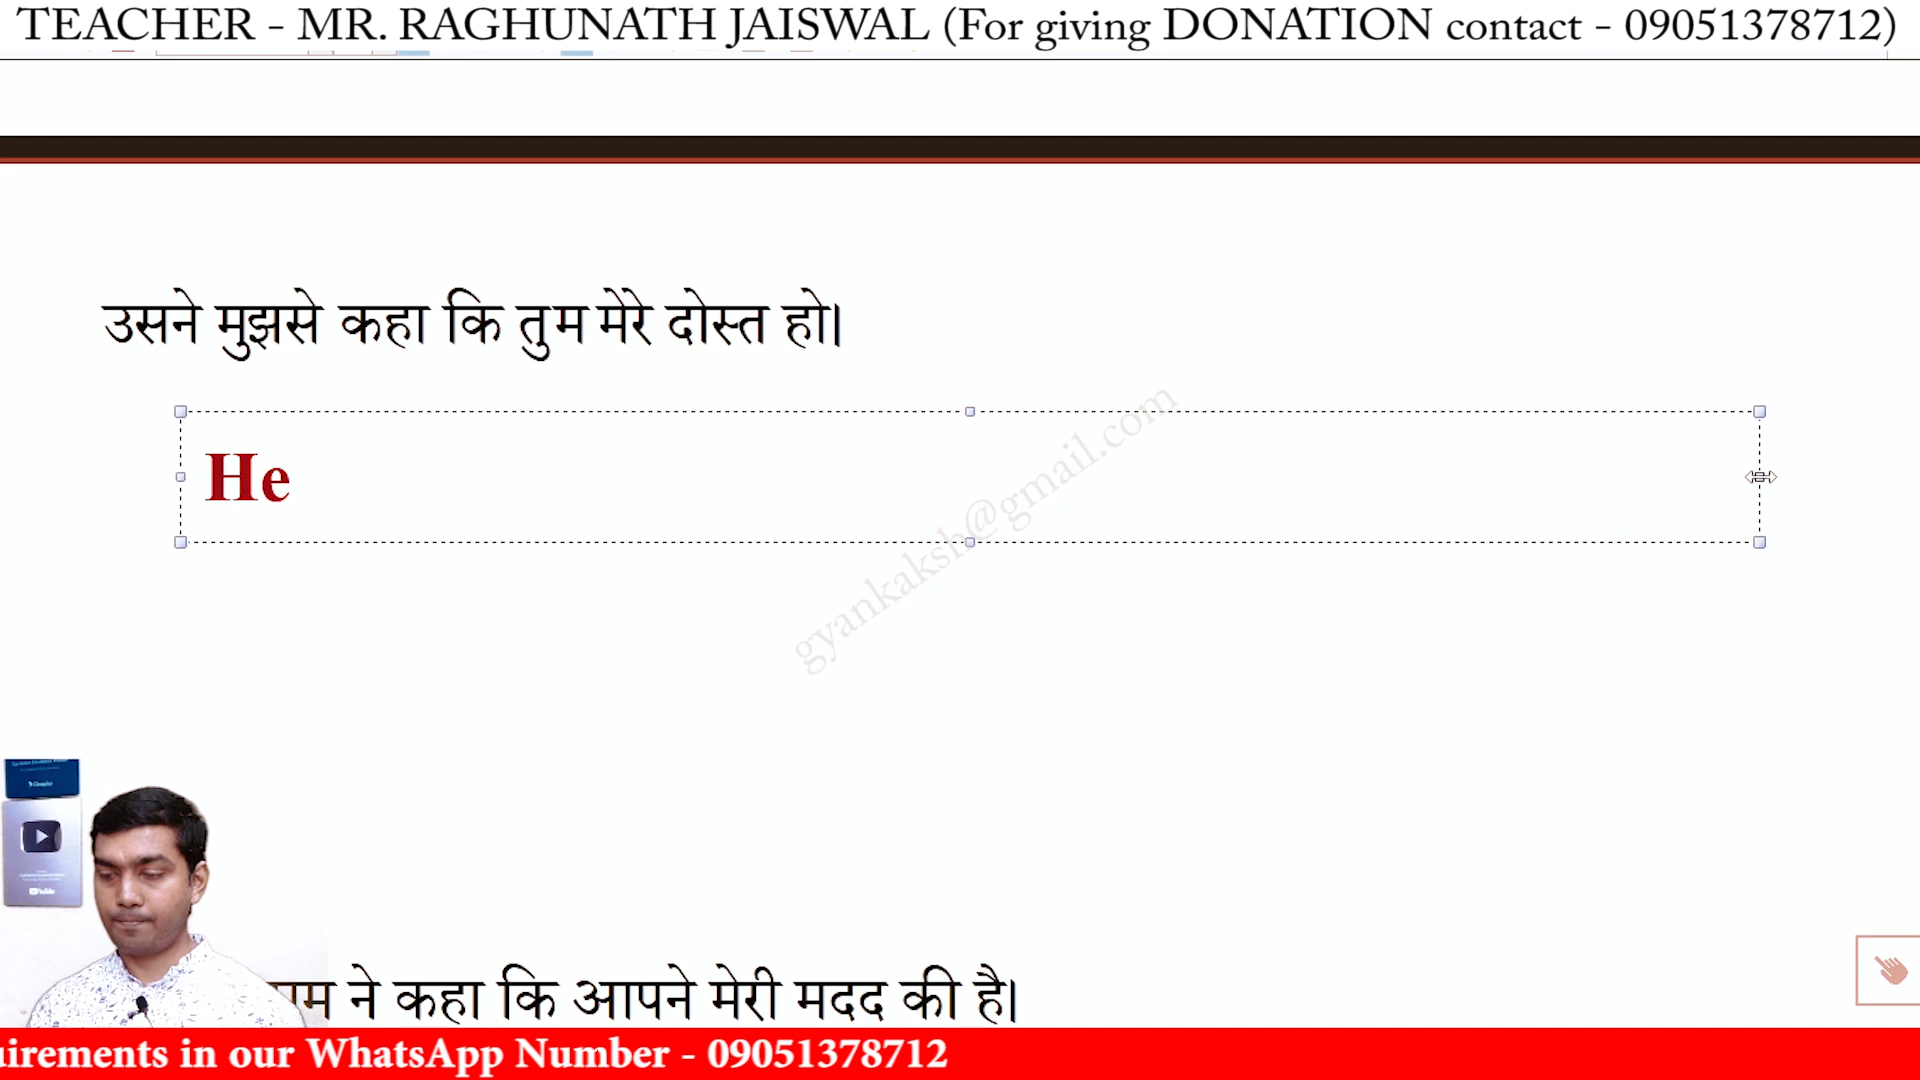 TEACHER - MR. RAGHUNATH JAISWAL (For giving DONATION contact - 09051378712)
उसने मुझसे कहा कि तुम मेरे दोस्त हो।
He
gyankaksh@gmail.com
ने कहा कि आपने मेरी मदद की है।
in our WhatsApp Number - 09051378712